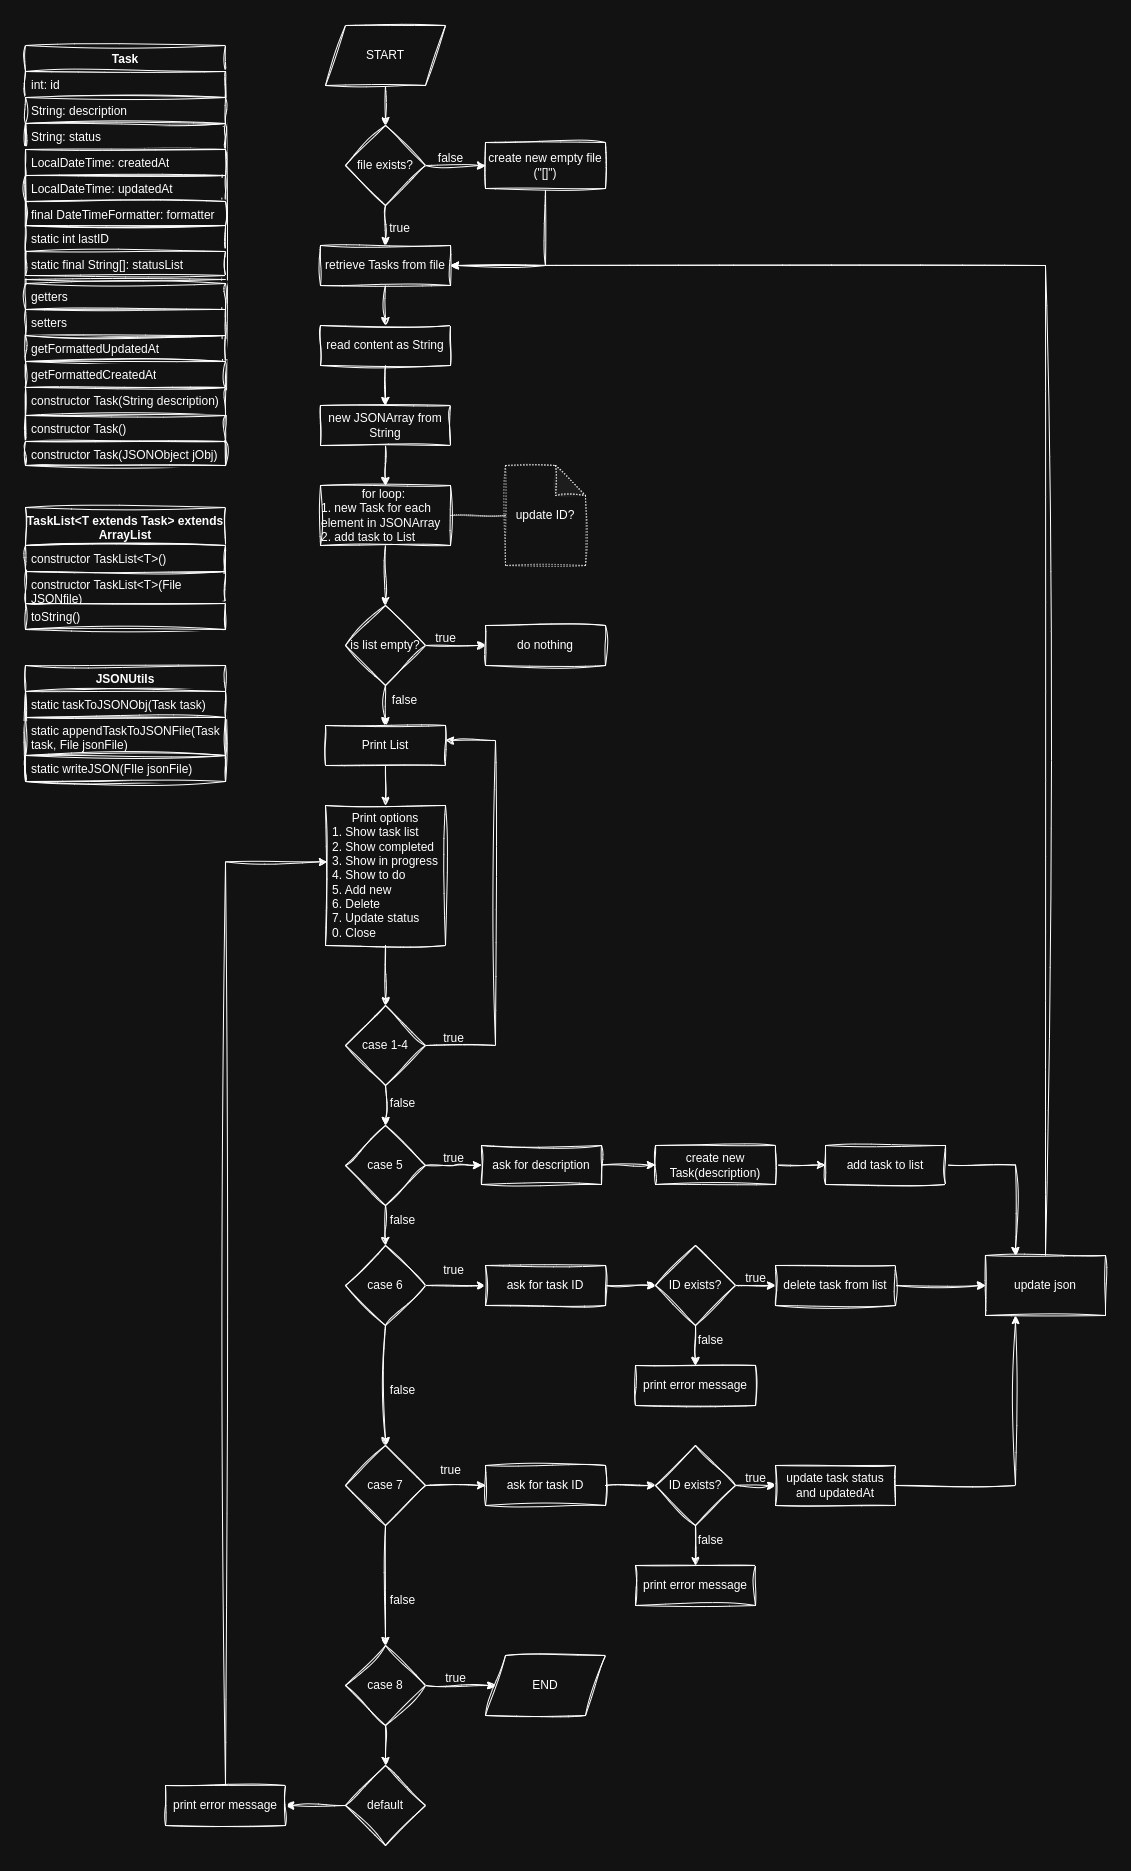 Task
int: id
String: description
String: status
LocalDateTime: createdAt
LocalDateTime: updatedAt
final DateTimeFormatter: formatter
static int lastID
static final String[]: statusList
getters
setters
getFormattedUpdatedAt
getFormattedCreatedAt
constructor Task(String description)
constructor Task()
constructor Task(JSONObject jObj)
TaskList<T extends Task> extends
ArrayList
constructor TaskList<T>()
constructor TaskList<T>(File
JSONfile)
toString()
JSONUtils
static taskToJSONObj(Task task)
static appendTaskToJSONFile(Task
task, File jsonFile)
static writeJSON(FIle jsonFile)
START
file exists?
false
create new empty file
("[]")
true
retrieve Tasks from file
read content as String
new JSONArray from
String
for loop:
1. new Task for each
element in JSONArray
2. add task to List
update ID?
is list empty?
true
do nothing
false
Print List
Print options
1. Show task list
2. Show completed
3. Show in progress
4. Show to do
5. Add new
6. Delete
7. Update status
0. Close
case 1-4
true
false
case 5
true
ask for description
create new
Task(description)
add task to list
false
case 6
true
ask for task ID
ID exists?
true
delete task from list
update json
false
print error message
false
case 7
true
ask for task ID
ID exists?
true
update task status
and updatedAt
false
print error message
false
case 8
true
END
default
print error message